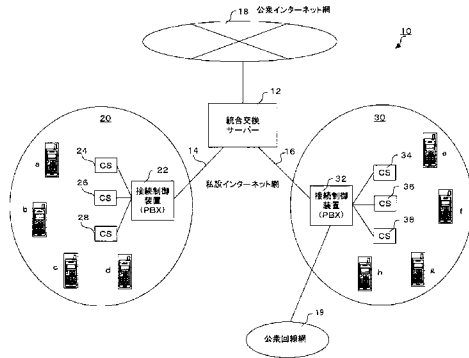 18
公衆インターネット網
10
12
統合交換
サーバー
20
30
14
16
24
CS
22
26
CS
接続制御
装置
(PBX)
28
CS
私設インターネット網
32
接続制御
装置
(PBX)
34
CS
36
CS
38
CS
a
b
c
d
e
f
g
h
19
公衆回線網